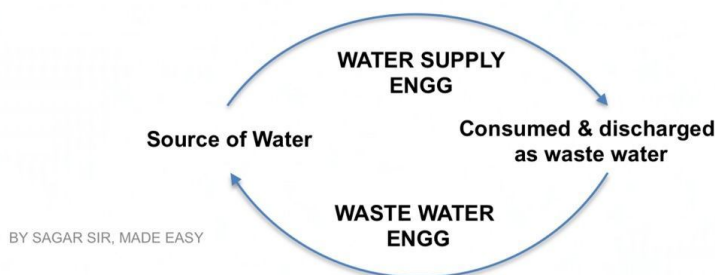 WATER SUPPLY
ENGG
Source of Water
Consumed & discharged
as waste water
WASTE WATER
ENGG
BY SAGAR SIR, MADE EASY